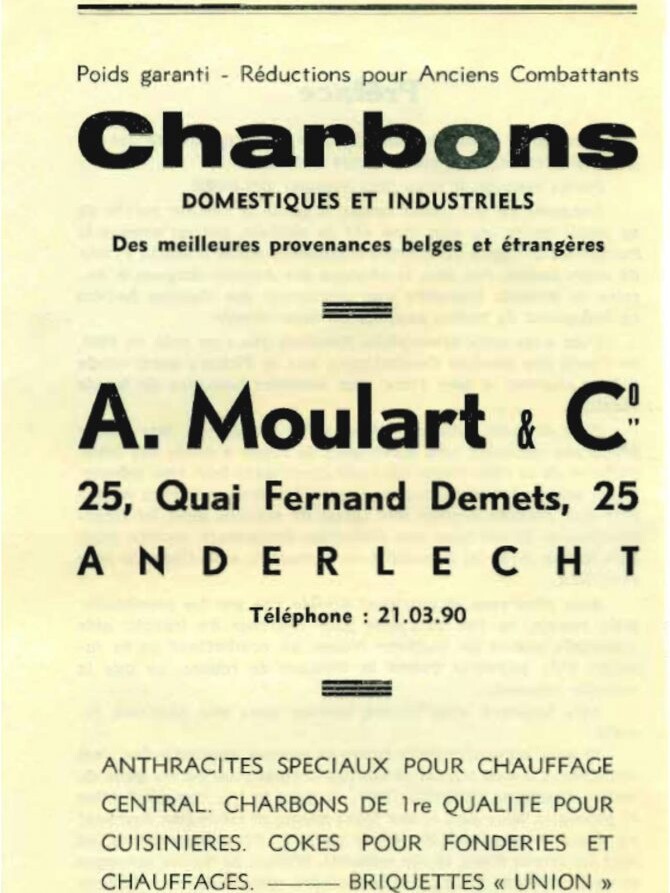 Poids garanti - Réductions pour Anciens Combattants
Charbons
DOMESTIQUES ET INDUSTRIELS
Des meilleures provenances belges et étrangères
A. Moulart & Cº
25, Quai Fernand Demets, 25
ANDERLECHT
Téléphone : 21.03.90
ANTHRACITES SPECIAUX POUR CHAUFFAGE
CENTRAL. CHARBONS DE 1re QUALITE POUR
CUISINIERES. COKES POUR FONDERIES ET
CHAUFFAGES. ——— BRIQUETTES « UNION »